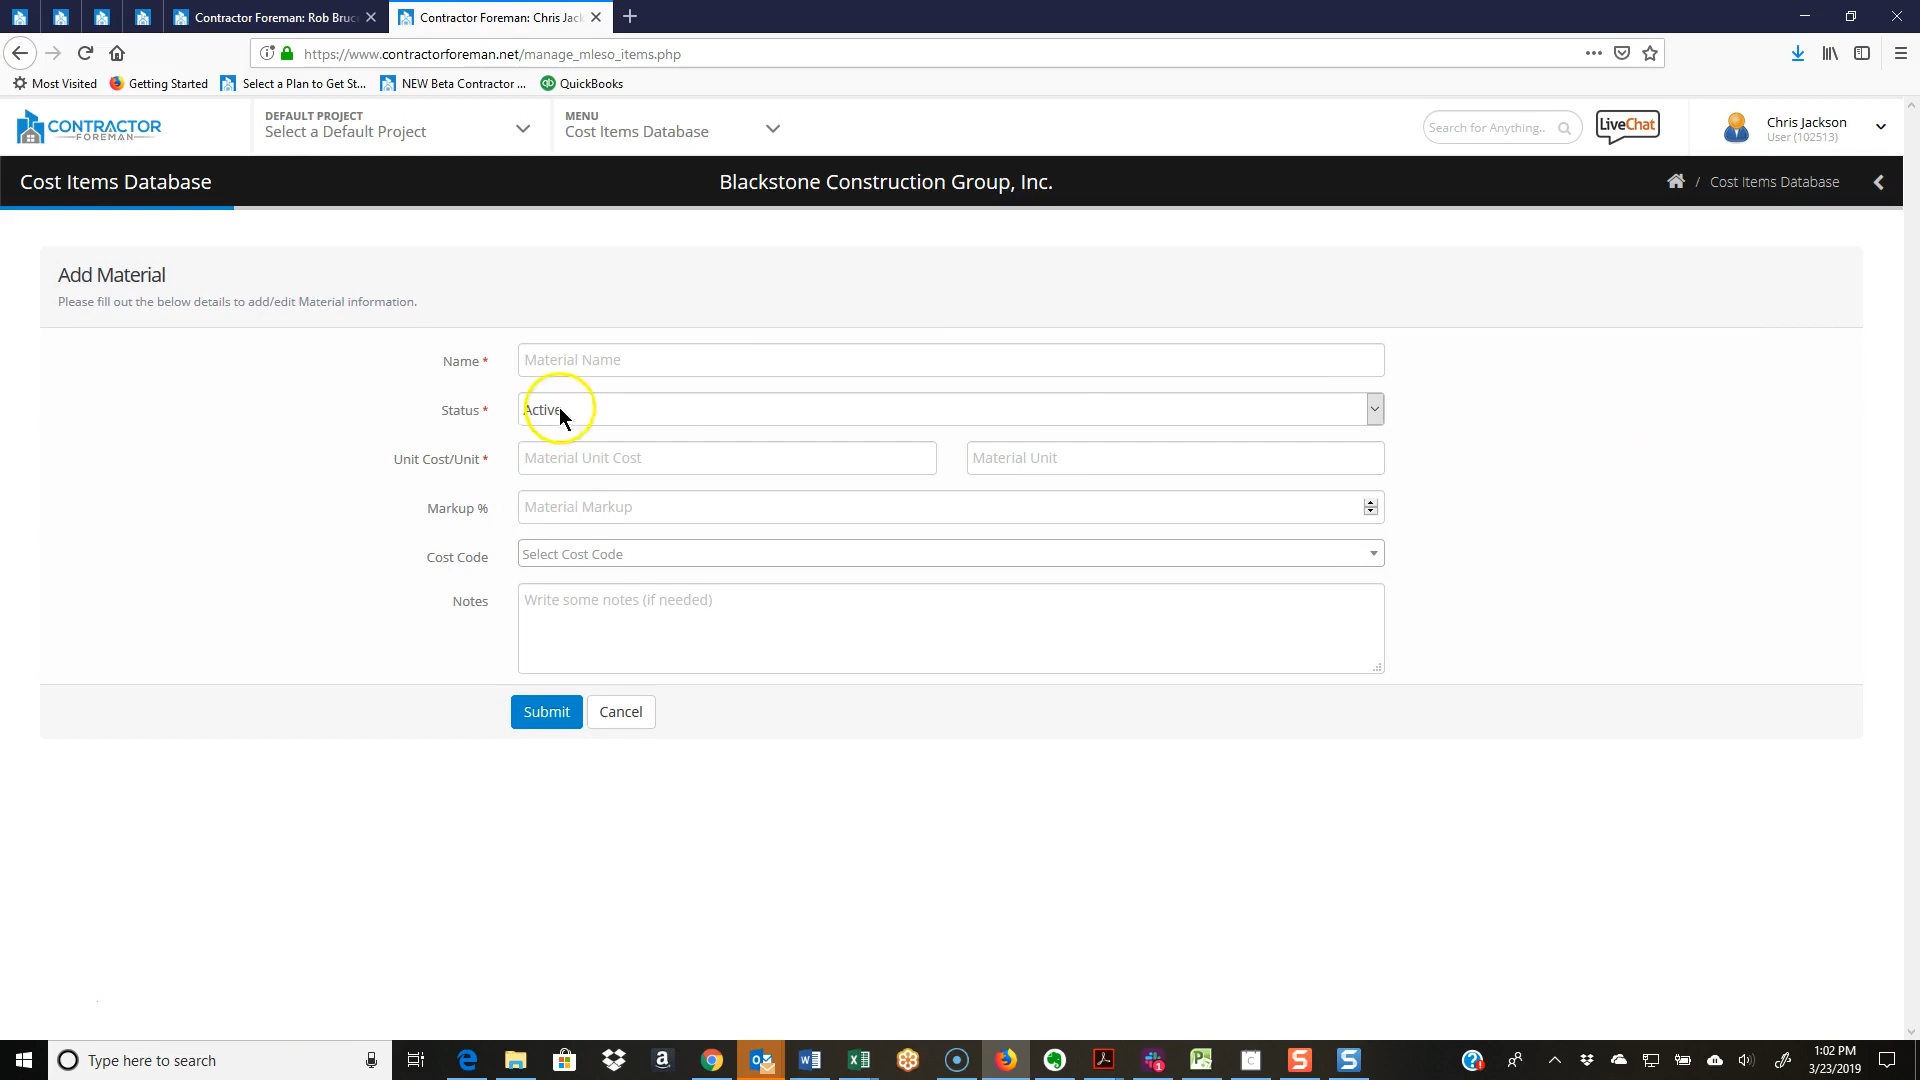 Contractor Foreman: Rob Bruc
Contractor Foreman: Chris Jack
https://www.contractorforeman.net/manage_mleso_items.php
Most Visited
Getting Started
Select a Plan to Get St...
NEW Beta Contractor ...
QuickBooks
CONTRACTOR
FOREMAN
DEFAULT PROJECT
Select a Default Project
MENU
Cost Items Database
Search for Anything..
LiveChat
Chris Jackson
User (102513)
Cost Items Database
Blackstone Construction Group, Inc.
/ Cost Items Database
Add Material
Please fill out the below details to add/edit Material information.
Name *
Material Name
Status *
Active
Unit Cost/Unit *
Material Unit Cost
Material Unit
Markup %
Material Markup
Cost Code
Select Cost Code
Notes
Write some notes (if needed)
Submit
Cancel
Type here to search
1:02 PM
3/23/2019